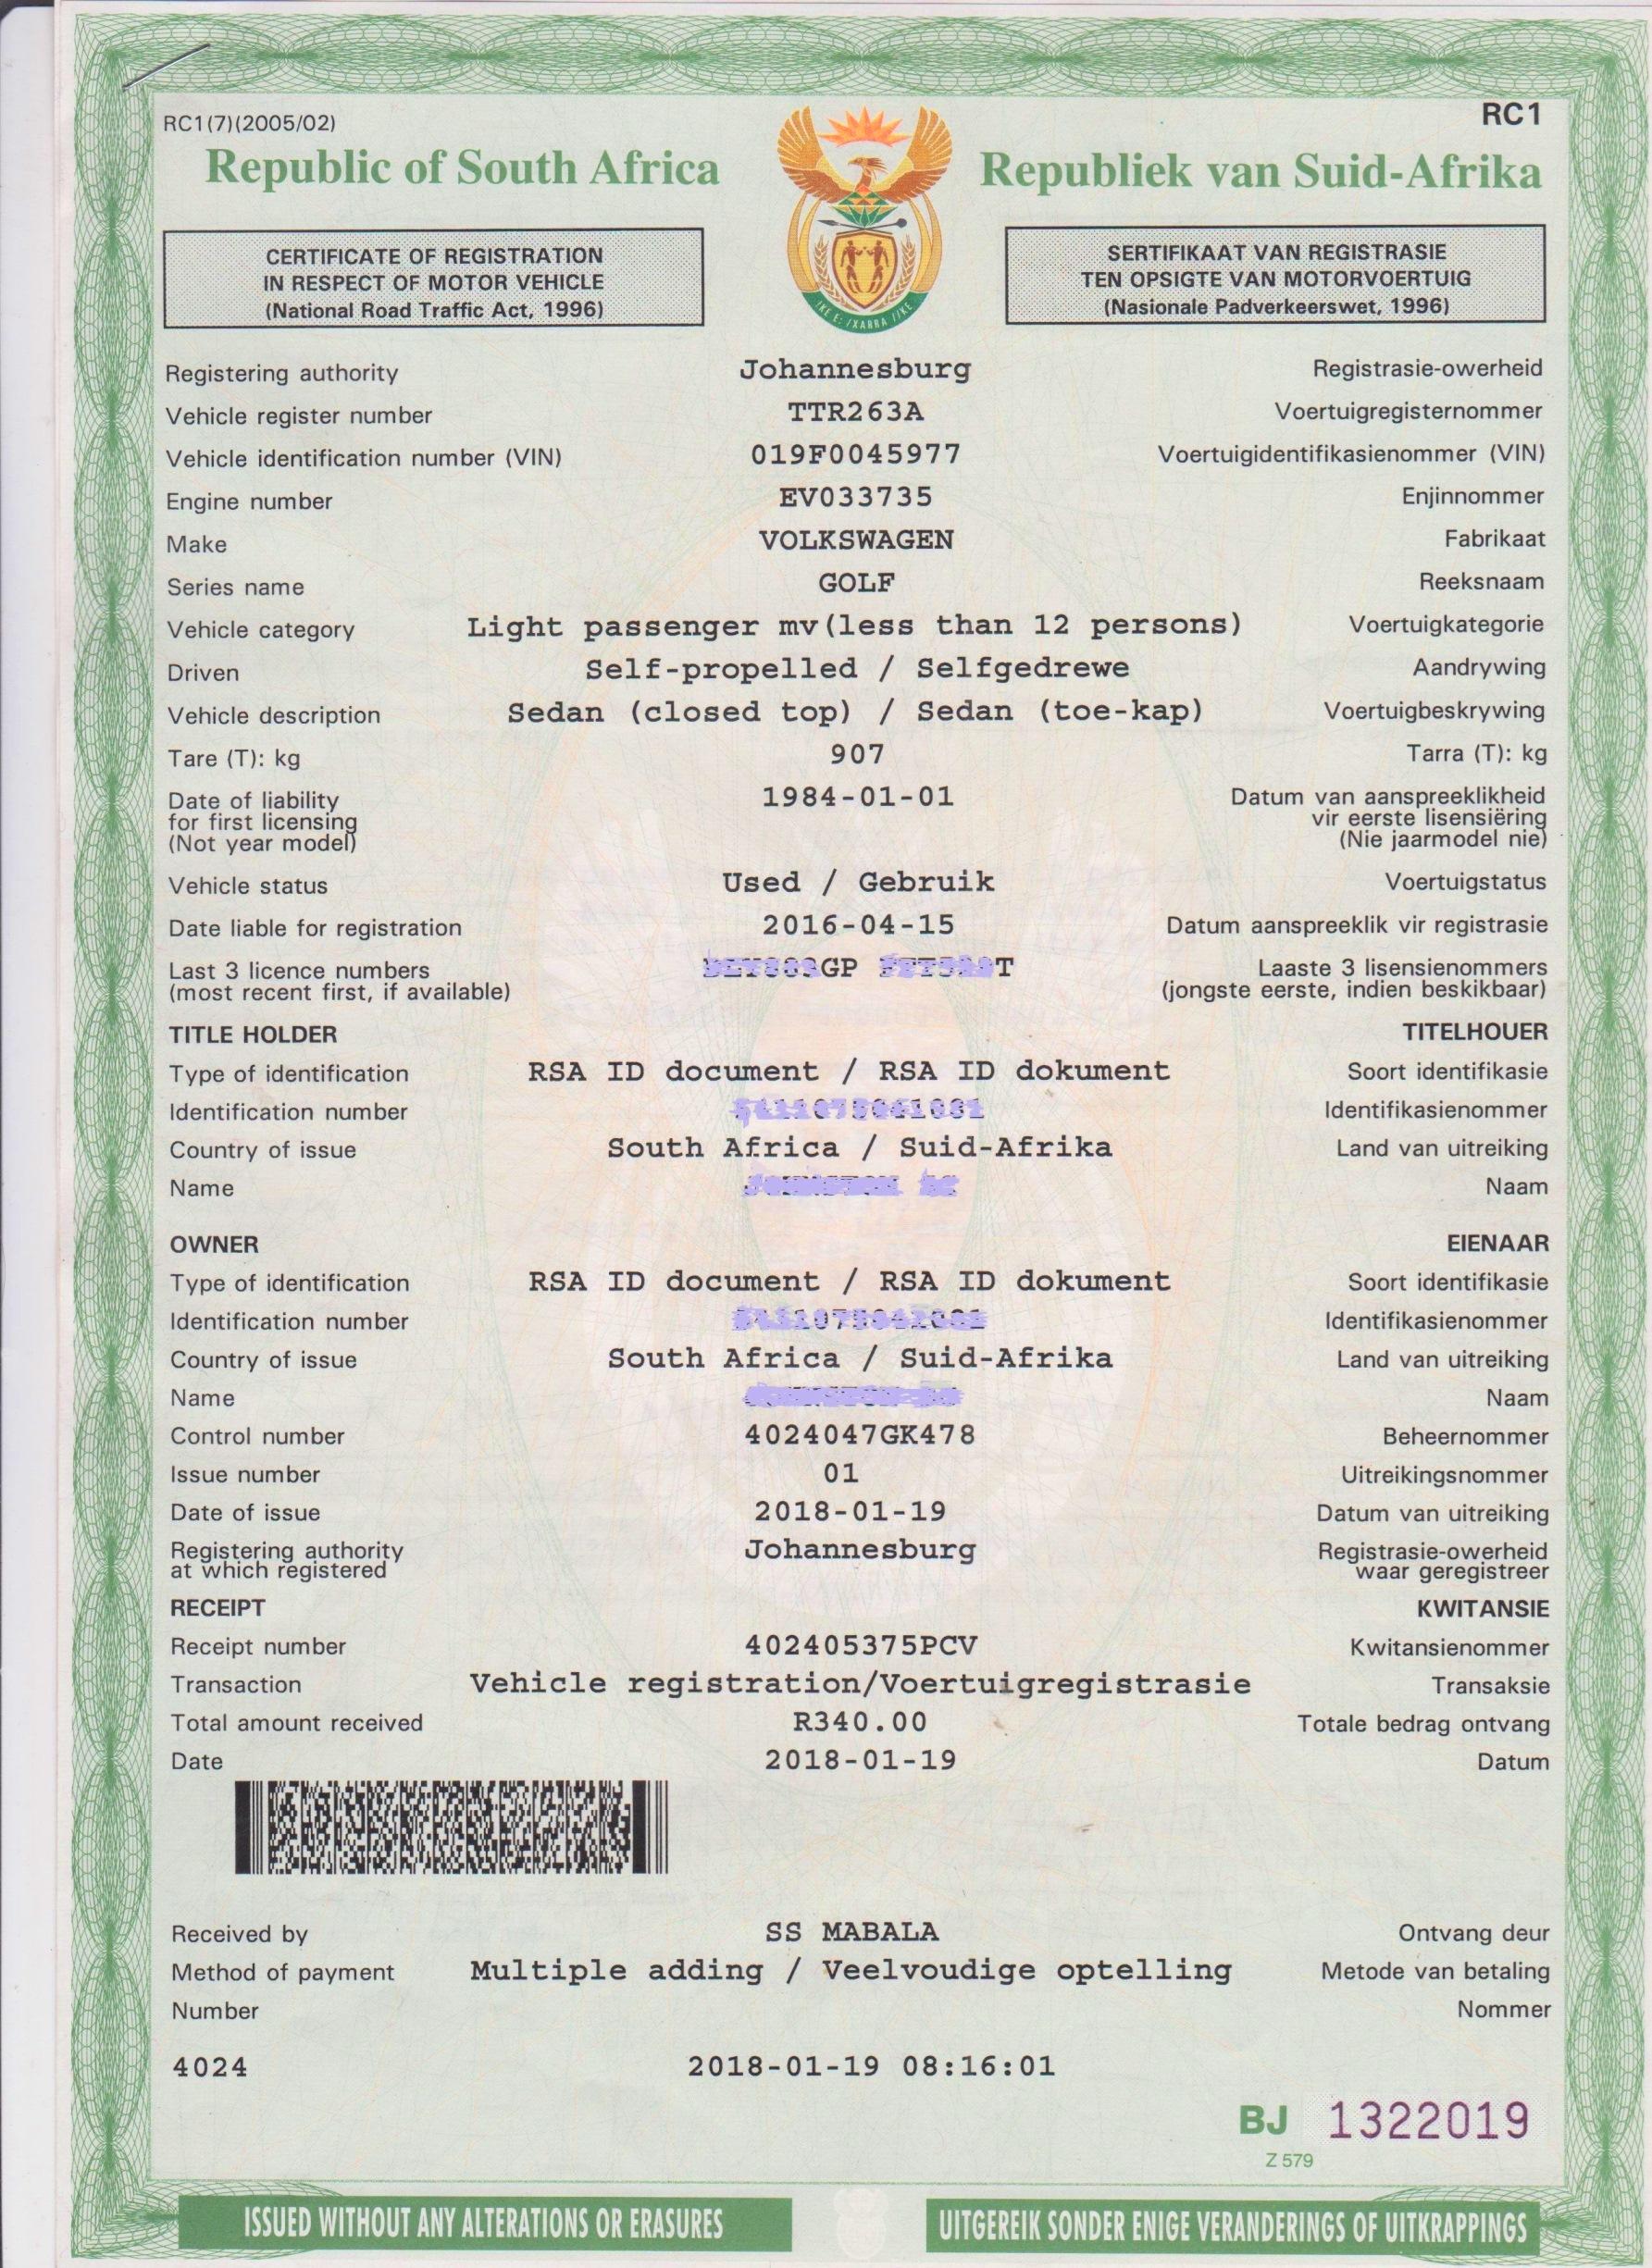 RC1(7)(2005/02)
RC1
Republic of South Africa
Republiek van Suid-Afrika
CERTIFICATE OF REGISTRATION
IN RESPECT OF MOTOR VEHICLE
(National Road Traffic Act, 1996)
SERTIFIKAAT VAN REGISTRASIE
TEN OPSIGTE VAN MOTORVOERTUIG
(Nasionale Padverkeerswet, 1996)
!KE E: /XARRA //KE
Registering authority Johannesburg Registrasie-owerheid
Vehicle register number TTR263A Voertuigregisternommer
Vehicle identification number (VIN) 019F0045977 Voertuigidentifikasienommer (VIN)
Engine number EV033735 Enjinnommer
Make VOLKSWAGEN Fabrikaat
Series name GOLF Reeksnaam
Vehicle category Light passenger mv(less than 12 persons) Voertuigkategorie
Driven Self-propelled / Selfgedrewe Aandrywing
Vehicle description Sedan (closed top) / Sedan (toe-kap) Voertuigbeskrywing
Tare (T): kg 907 Tarra (T): kg
Date of liability 1984-01-01 Datum van aanspreeklikheid
for first licensing vir eerste lisensiëring
(Not year model) (Nie jaarmodel nie)
Vehicle status Used / Gebruik Voertuigstatus
Date liable for registration 2016-04-15 Datum aanspreeklik vir registrasie
Last 3 licence numbers GP T Laaste 3 lisensienommers
(most recent first, if available) (jongste eerste, indien beskikbaar)
TITLE HOLDER TITELHOUER
Type of identification RSA ID document / RSA ID dokument Soort identifikasie
Identification number Identifikasienommer
Country of issue South Africa / Suid-Afrika Land van uitreiking
Name Naam
OWNER EIENAAR
Type of identification RSA ID document / RSA ID dokument Soort identifikasie
Identification number Identifikasienommer
Country of issue South Africa / Suid-Afrika Land van uitreiking
Name Naam
Control number 4024047GK478 Beheernommer
Issue number 01 Uitreikingsnommer
Date of issue 2018-01-19 Datum van uitreiking
Registering authority Johannesburg Registrasie-owerheid
at which registered waar geregistreer
RECEIPT KWITANSIE
Receipt number 402405375PCV Kwitansienommer
Transaction Vehicle registration/Voertuigregistrasie Transaksie
Total amount received R340.00 Totale bedrag ontvang
Date 2018-01-19 Datum
Received by SS MABALA Ontvang deur
Method of payment Multiple adding / Veelvoudige optelling Metode van betaling
Number Nommer
4024 2018-01-19 08:16:01
BJ 1322019
Z 579
ISSUED WITHOUT ANY ALTERATIONS OR ERASURES
UITGEREIK SONDER ENIGE VERANDERINGS OF UITKRAPPINGS